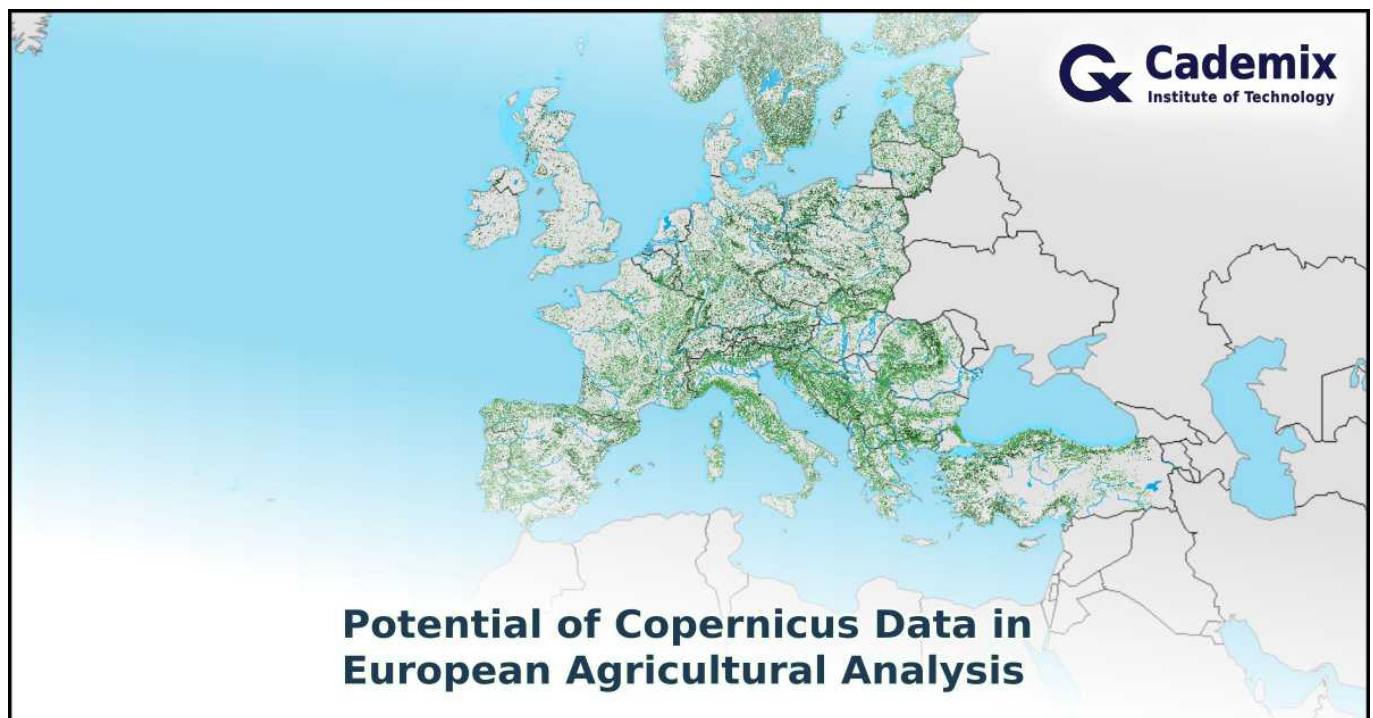 Cademix
Institute of Technology
Potential of Copernicus Data in
European Agricultural Analysis